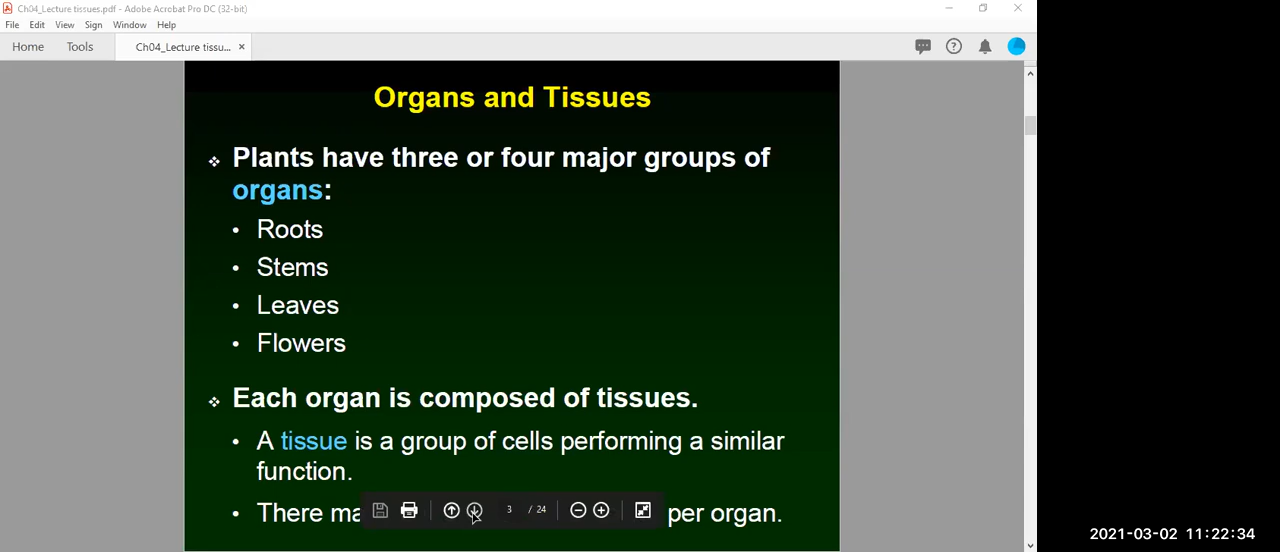 Ch04_Lecture tissues.pdf - Adobe Acrobat Pro DC (32-bit)
File Edit View Sign Window Help
Home Tools Ch04_Lecture tissu... ×
Organs and Tissues
❖ Plants have three or four major groups of
organs:
• Roots
• Stems
• Leaves
• Flowers
❖ Each organ is composed of tissues.
• A tissue is a group of cells performing a similar
function.
• There ma per organ.
3 / 24
2021-03-02 11:22:34